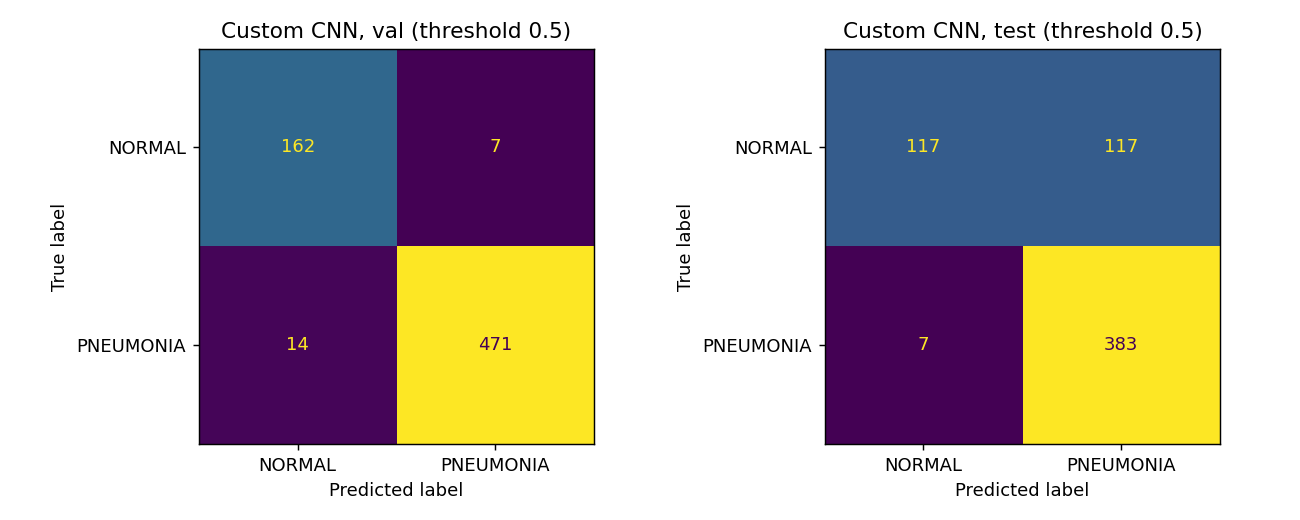 Custom CNN, val (threshold 0.5)
True label
NORMAL
162
7
PNEUMONIA
14
471
NORMAL
PNEUMONIA
Predicted label
Custom CNN, test (threshold 0.5)
True label
NORMAL
117
117
PNEUMONIA
7
383
NORMAL
PNEUMONIA
Predicted label